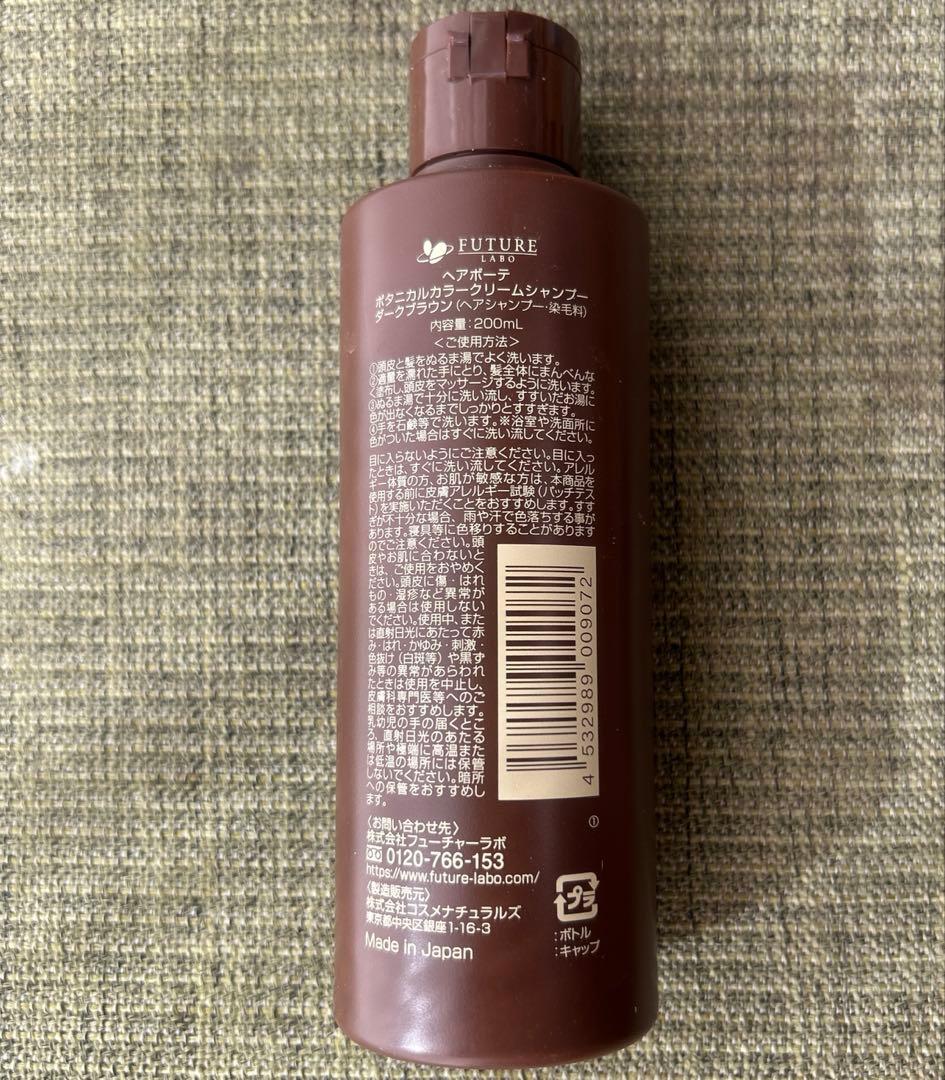 FUTURE
LABO
ヘアボーテ
ボタニカルカラークリームシャンプー
ダークブラウン(ヘアシャンプー・染毛料)
内容量：200mL
＜ご使用方法＞
①頭皮と髪をぬるま湯でよく洗います。
②適量を濡れた手にとり、髪全体にまんべんな
く塗布し、頭皮をマッサージするように洗います。
③ぬるま湯で十分に洗い流し、すすいだお湯に
色が出なくなるまでしっかりとすすぎます。
④手を石鹸等で洗います。※浴室や洗面所に
色がついた場合はすぐに洗い流してください。
目に入らないようにご注意ください。目に入っ
たときは、すぐに洗い流してください。アレル
ギー体質の方、お肌が敏感な方は、本商品を
使用する前に皮膚アレルギー試験(パッチテス
ト)を実施いただくことをおすすめします。すす
ぎが不十分な場合、雨や汗で色落ちする事が
あります。寝具等に色移りすることがあります
のでご注意ください。頭
皮やお肌に合わないと
きは、ご使用をおやめく
ださい。頭皮に傷・はれ
もの・湿疹など異常が
ある場合は使用しない
でください。使用中、また
は直射日光にあたって赤
み・はれ・かゆみ・刺激・
色抜け(白斑等)や黒ず
み等の異常があらわれ
たときは使用を中止し、
皮膚科専門医等へのご
相談をおすすめします。
乳幼児の手の届くとこ
ろ、直射日光のあたる
場所や極端に高温また
は低温の場所には保管
しないでください。暗所
への保管をおすすめし
ます。
4 532989 009072
①
〈お問い合わせ先〉
株式会社フューチャーラボ
0120-766-153
https://www.future-labo.com/
〈製造販売元〉
株式会社コスメナチュラルズ
東京都中央区銀座1-16-3
Made in Japan
プラ
：ボトル
：キャップ